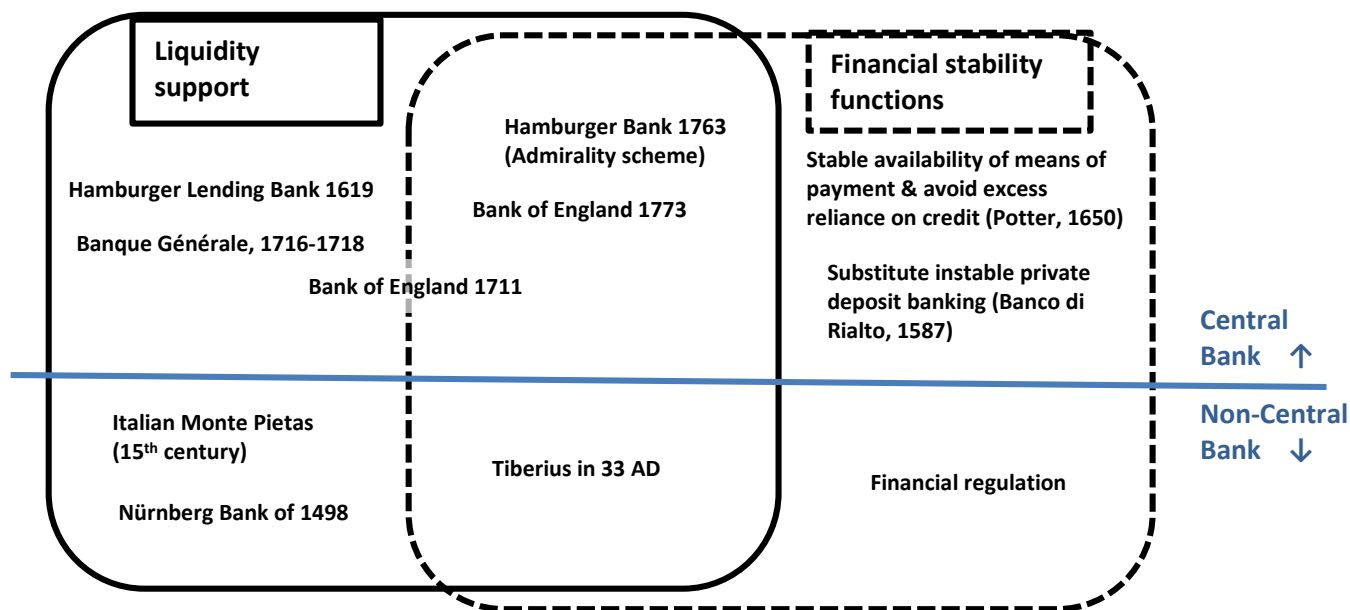 Liquidity
support
Financial stability
functions
Hamburger Bank 1763
(Admirality scheme)
Stable availability of means of
payment & avoid excess
reliance on credit (Potter, 1650)
Hamburger Lending Bank 1619
Bank of England 1773
Banque Générale, 1716-1718
Bank of England 1711
Substitute instable private
deposit banking (Banco di
Rialto, 1587)
Central
Bank ↑
Italian Monte Pietas
(15th century)
Non-Central
Bank ↓
Tiberius in 33 AD
Financial regulation
Nürnberg Bank of 1498